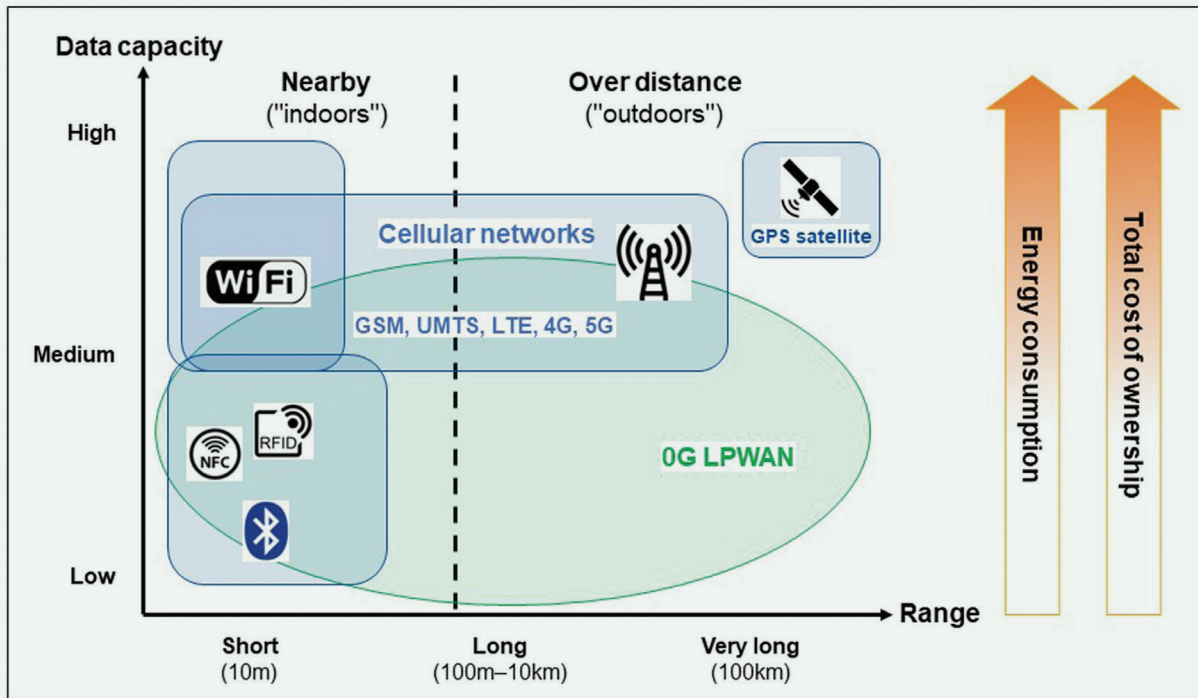 Data capacity
Nearby
("indoors")
Over distance
("outdoors")
High
Medium
Low
Cellular networks
GSM, UMTS, LTE, 4G, 5G
WiFi
GPS satellite
NFC
RFID
0G LPWAN
Range
Short
(10m)
Long
(100m–10km)
Very long
(100km)
Energy consumption
Total cost of ownership